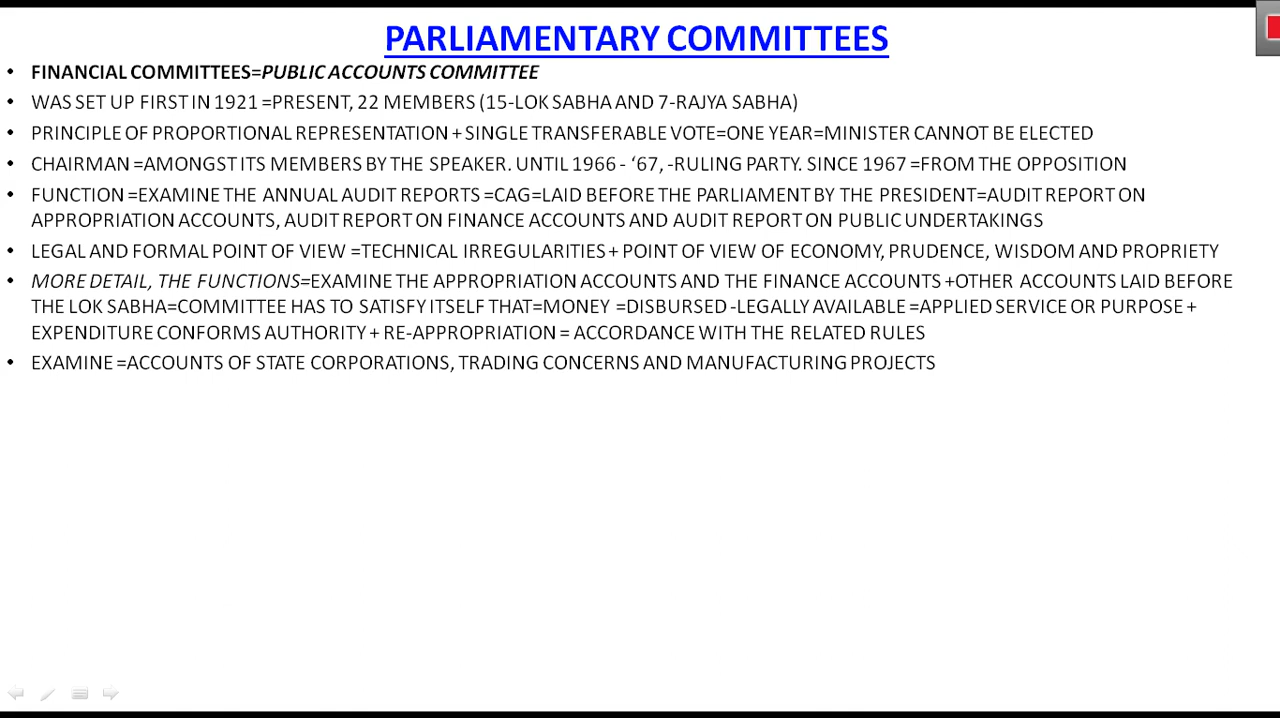 PARLIAMENTARY COMMITTEES
• FINANCIAL COMMITTEES=PUBLIC ACCOUNTS COMMITTEE
• WAS SET UP FIRST IN 1921 =PRESENT, 22 MEMBERS (15-LOK SABHA AND 7-RAJYA SABHA)
• PRINCIPLE OF PROPORTIONAL REPRESENTATION + SINGLE TRANSFERABLE VOTE=ONE YEAR=MINISTER CANNOT BE ELECTED
• CHAIRMAN =AMONGST ITS MEMBERS BY THE SPEAKER. UNTIL 1966 - ‘67, -RULING PARTY. SINCE 1967 =FROM THE OPPOSITION
• FUNCTION =EXAMINE THE ANNUAL AUDIT REPORTS =CAG=LAID BEFORE THE PARLIAMENT BY THE PRESIDENT=AUDIT REPORT ON
APPROPRIATION ACCOUNTS, AUDIT REPORT ON FINANCE ACCOUNTS AND AUDIT REPORT ON PUBLIC UNDERTAKINGS
• LEGAL AND FORMAL POINT OF VIEW =TECHNICAL IRREGULARITIES + POINT OF VIEW OF ECONOMY, PRUDENCE, WISDOM AND PROPRIETY
• MORE DETAIL, THE FUNCTIONS=EXAMINE THE APPROPRIATION ACCOUNTS AND THE FINANCE ACCOUNTS +OTHER ACCOUNTS LAID BEFORE
THE LOK SABHA=COMMITTEE HAS TO SATISFY ITSELF THAT=MONEY =DISBURSED -LEGALLY AVAILABLE =APPLIED SERVICE OR PURPOSE +
EXPENDITURE CONFORMS AUTHORITY + RE-APPROPRIATION = ACCORDANCE WITH THE RELATED RULES
• EXAMINE =ACCOUNTS OF STATE CORPORATIONS, TRADING CONCERNS AND MANUFACTURING PROJECTS